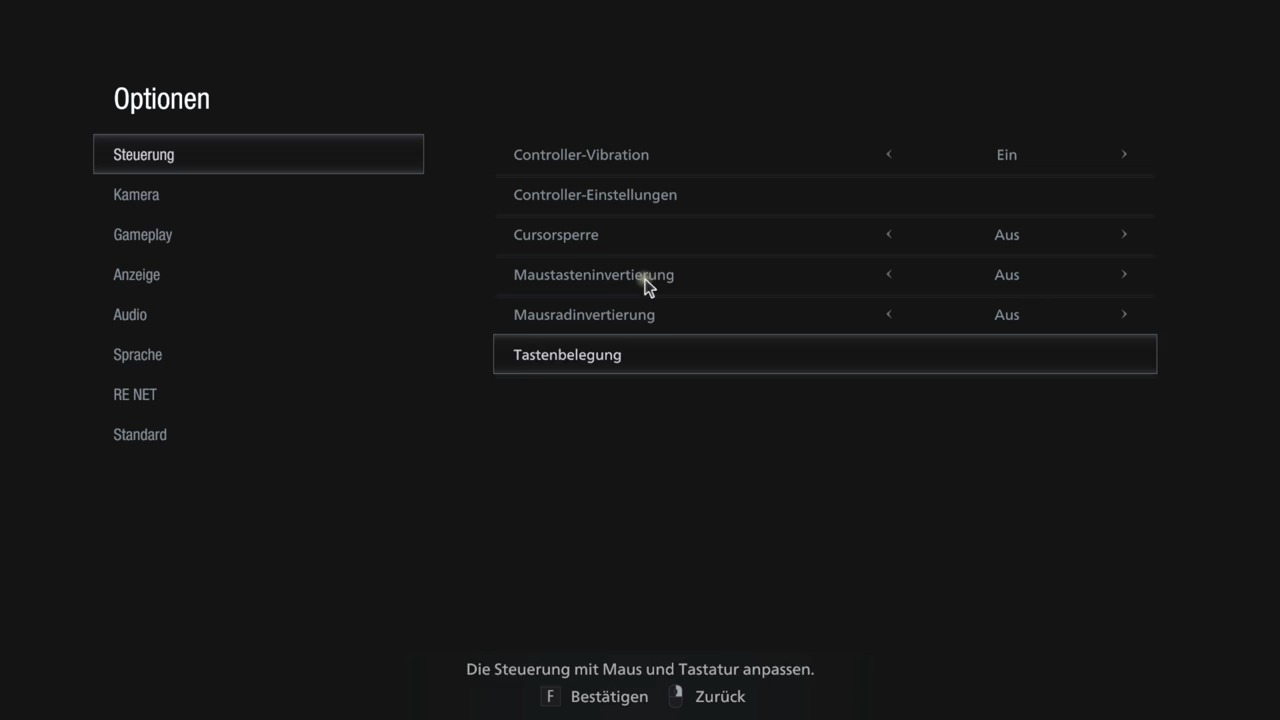 Optionen
Steuerung
Kamera
Gameplay
Anzeige
Audio
Sprache
RE NET
Standard
Controller-Vibration Ein
Controller-Einstellungen
Cursorsperre Aus
Maustasteninvertierung Aus
Mausradinvertierung Aus
Tastenbelegung
Die Steuerung mit Maus und Tastatur anpassen.
F Bestätigen Zurück